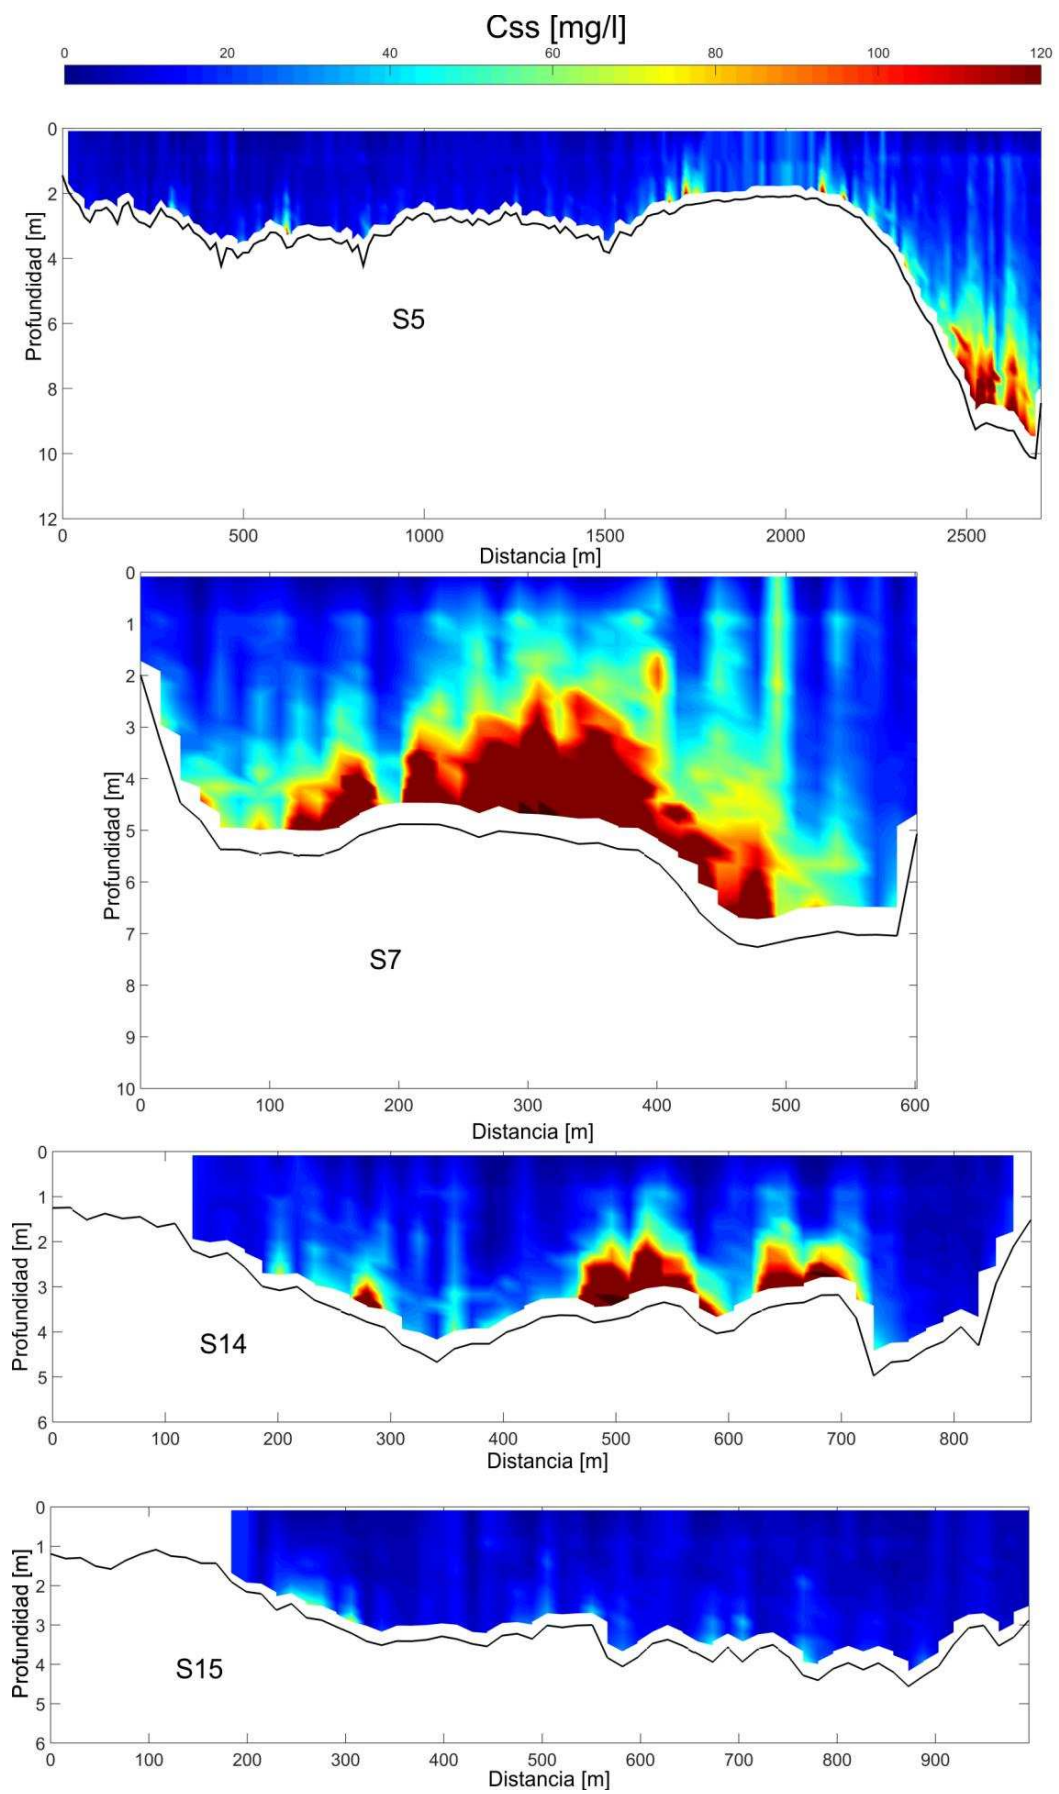 Css [mg/l]
0 20 40 60 80 100 120
0
2
4
6
8
10
12
Profundidad [m]
S5
0 500 1000 1500 2000 2500
Distancia [m]
0
1
2
3
4
5
6
7
8
9
10
Profundidad [m]
S7
0 100 200 300 400 500 600
Distancia [m]
0
1
2
3
4
5
6
Profundidad [m]
S14
0 100 200 300 400 500 600 700 800
Distancia [m]
0
1
2
3
4
5
6
Profundidad [m]
S15
0 100 200 300 400 500 600 700 800 900
Distancia [m]